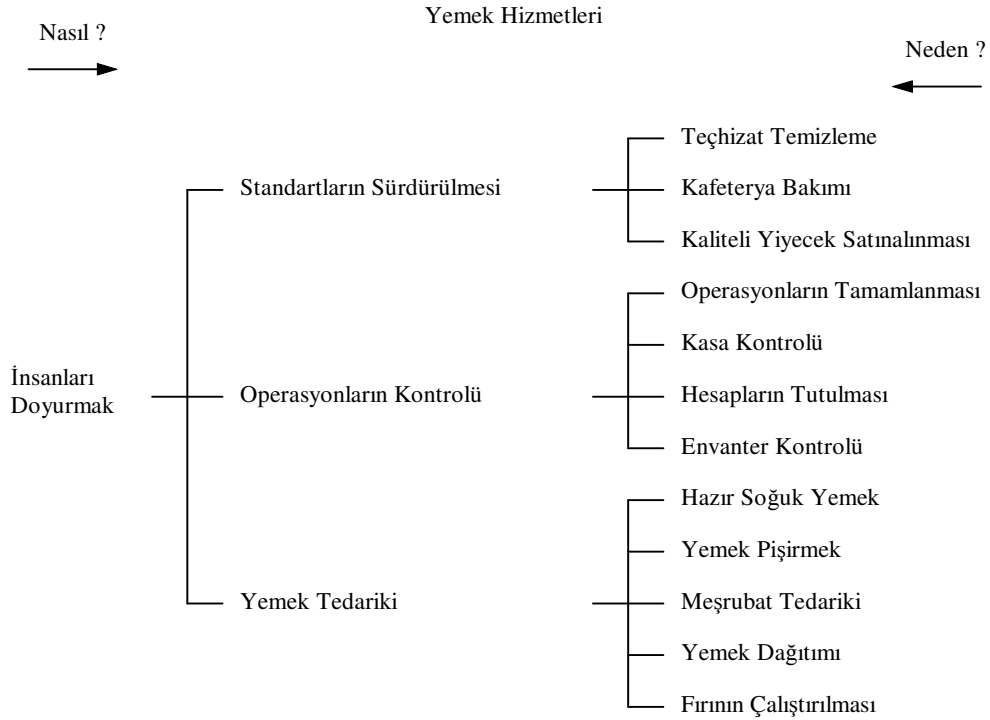 Yemek Hizmetleri
Nasıl ?
Neden ?
Teçhizat Temizleme
Standartların Sürdürülmesi
Kafeterya Bakımı
Kaliteli Yiyecek Satınalınması
Operasyonların Tamamlanması
Kasa Kontrolü
İnsanları
Doyurmak
Operasyonların Kontrolü
Hesapların Tutulması
Envanter Kontrolü
Hazır Soğuk Yemek
Yemek Pişirmek
Yemek Tedariki
Meşrubat Tedariki
Yemek Dağıtımı
Fırının Çalıştırılması